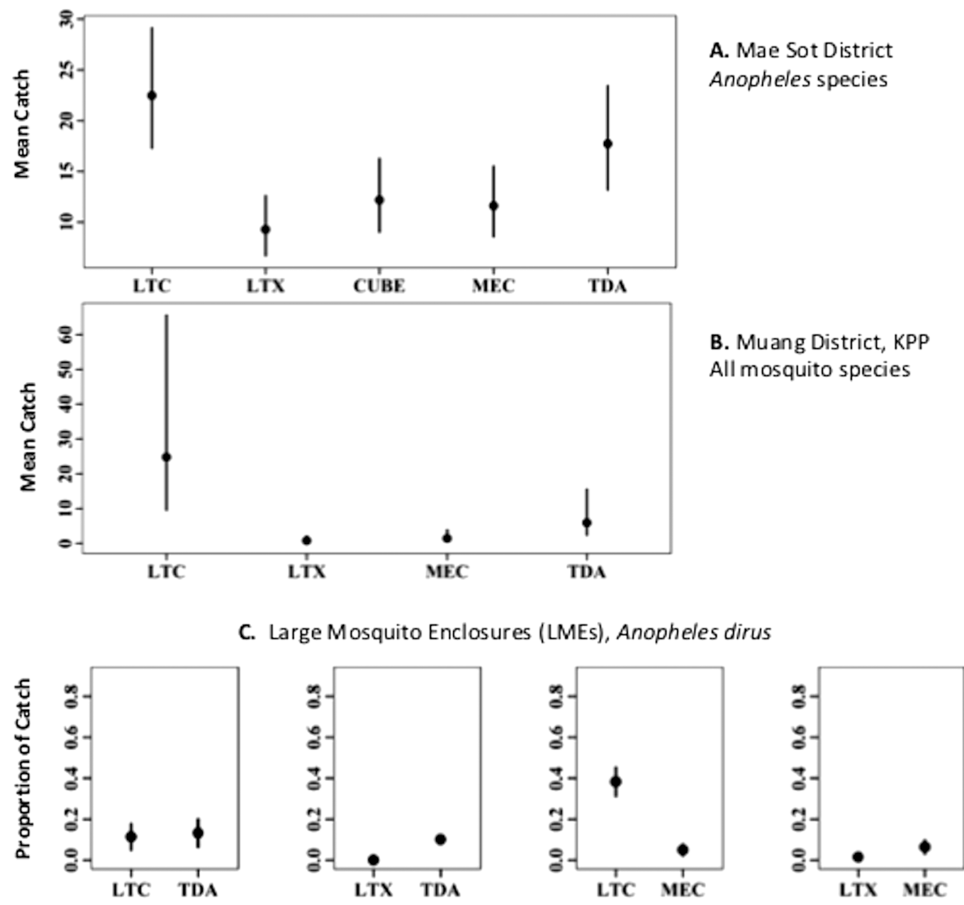 30
25
20
15
10
Mean Catch
LTC LTX CUBE MEC TDA
A. Mae Sot District
Anopheles species
60
50
40
30
20
10
0
Mean Catch
LTC LTX MEC TDA
B. Muang District, KPP
All mosquito species
C. Large Mosquito Enclosures (LMEs), Anopheles dirus
Proportion of Catch
0.8 0.8 0.8 0.8
0.6 0.6 0.6 0.6
0.4 0.4 0.4 0.4
0.2 0.2 0.2 0.2
0.0 0.0 0.0 0.0
LTC TDA LTX TDA LTC MEC LTX MEC